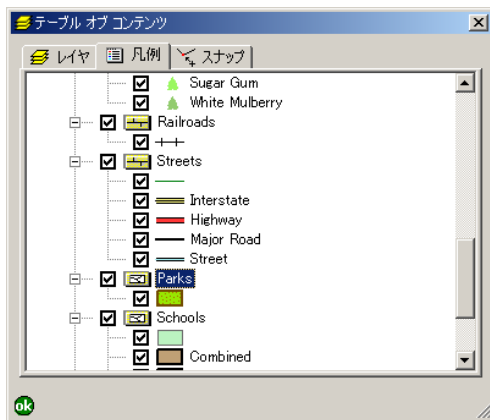 テーブル オブ コンテンツ
レイヤ 凡例 スナップ
Sugar Gum
White Mulberry
Railroads
Streets
Interstate
Highway
Major Road
Street
Parks
Schools
Combined
ok